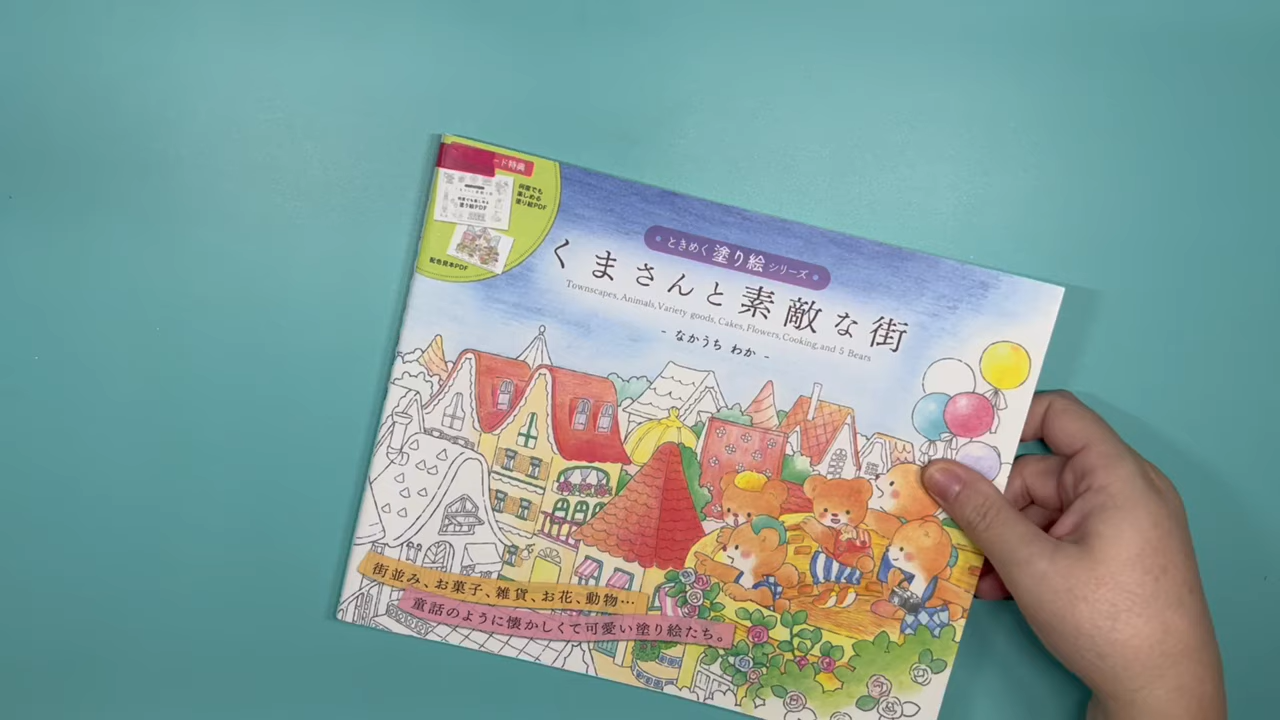 ード特典
何度でも
楽しめる
塗り絵PDF
配色見本PDF
ときめく 塗り絵 シリーズ
くまさんと素敵な街
Townscapes, Animals, Variety goods, Cakes, Flowers, Cooking, and 5 Bears
- なかうち わか -
街並み、お菓子、雑貨、お花、動物…
童話のように懐かしくて可愛い塗り絵たち。